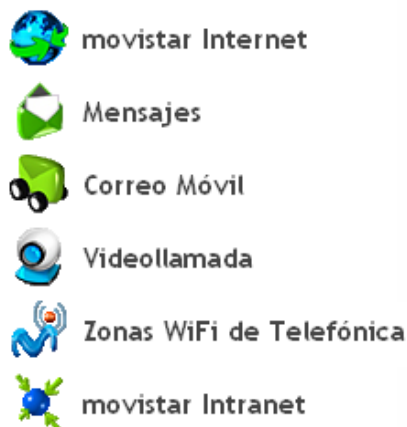 movistar Internet
Mensajes
Correo Móvil
Videollamada
Zonas WiFi de Telefónica
movistar Intranet